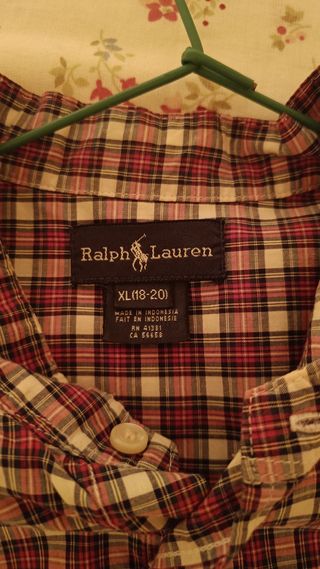 Ralph Lauren
XL(18-20)
MADE IN INDONESIA
FAIT EN INDONESIE
RN 41381
CA 56658